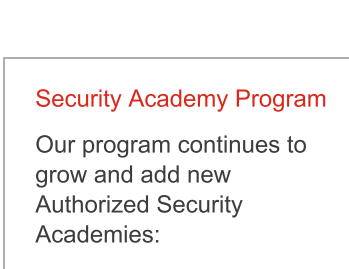 Security Academy Program
Our program continues to
grow and add new
Authorized Security
Academies: